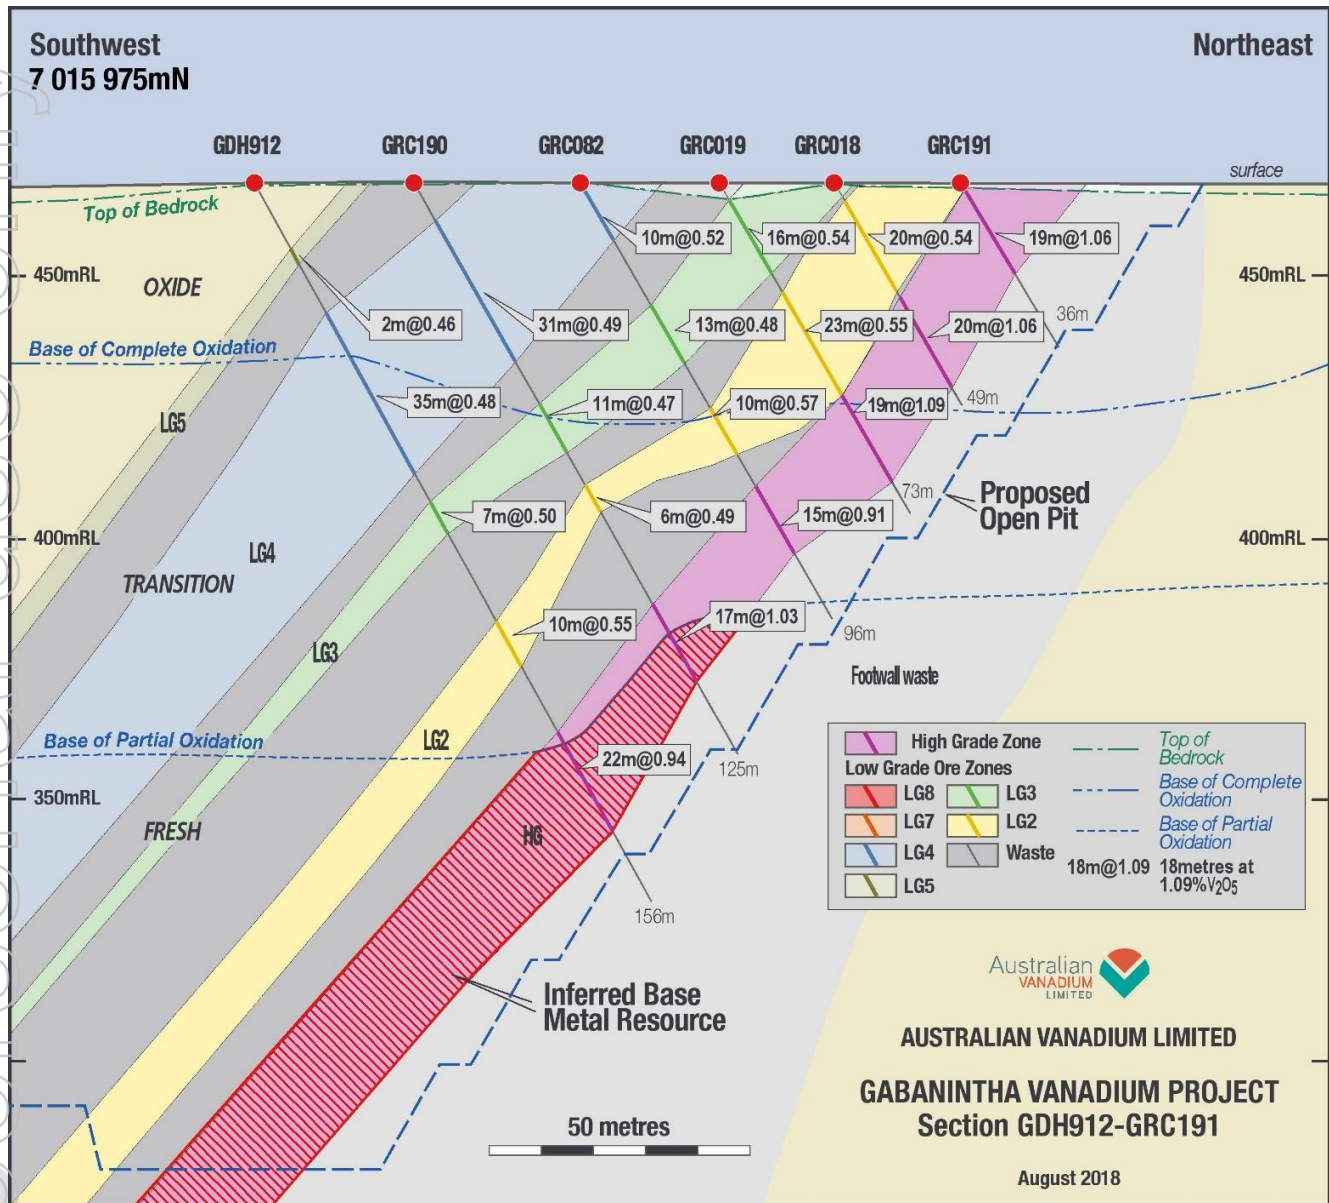 Southwest
7 015 975mN
Northeast
GDH912
GRC190
GRC082
GRC019
GRC018
GRC191
surface
Top of Bedrock
450mRL
OXIDE
450mRL
10m@0.52
16m@0.54
20m@0.54
19m@1.06
2m@0.46
31m@0.49
13m@0.48
23m@0.55
20m@1.06
36m
Base of Complete Oxidation
35m@0.48
11m@0.47
10m@0.57
19m@1.09
49m
LG5
73m
Proposed
Open Pit
7m@0.50
6m@0.49
15m@0.91
400mRL
400mRL
LG4
TRANSITION
10m@0.55
17m@1.03
96m
LG3
Footwall waste
Base of Partial Oxidation
LG2
22m@0.94
125m
350mRL
FRESH
HG
156m
High Grade Zone
Low Grade Ore Zones
LG8
LG3
LG7
LG2
LG4
Waste
LG5
Top of
Bedrock
Base of Complete
Oxidation
Base of Partial
Oxidation
18m@1.09
18metres at
1.09%V₂O₅
Inferred Base
Metal Resource
50 metres
Australian
VANADIUM
LIMITED
AUSTRALIAN VANADIUM LIMITED
GABANINTHA VANADIUM PROJECT
Section GDH912-GRC191
August 2018